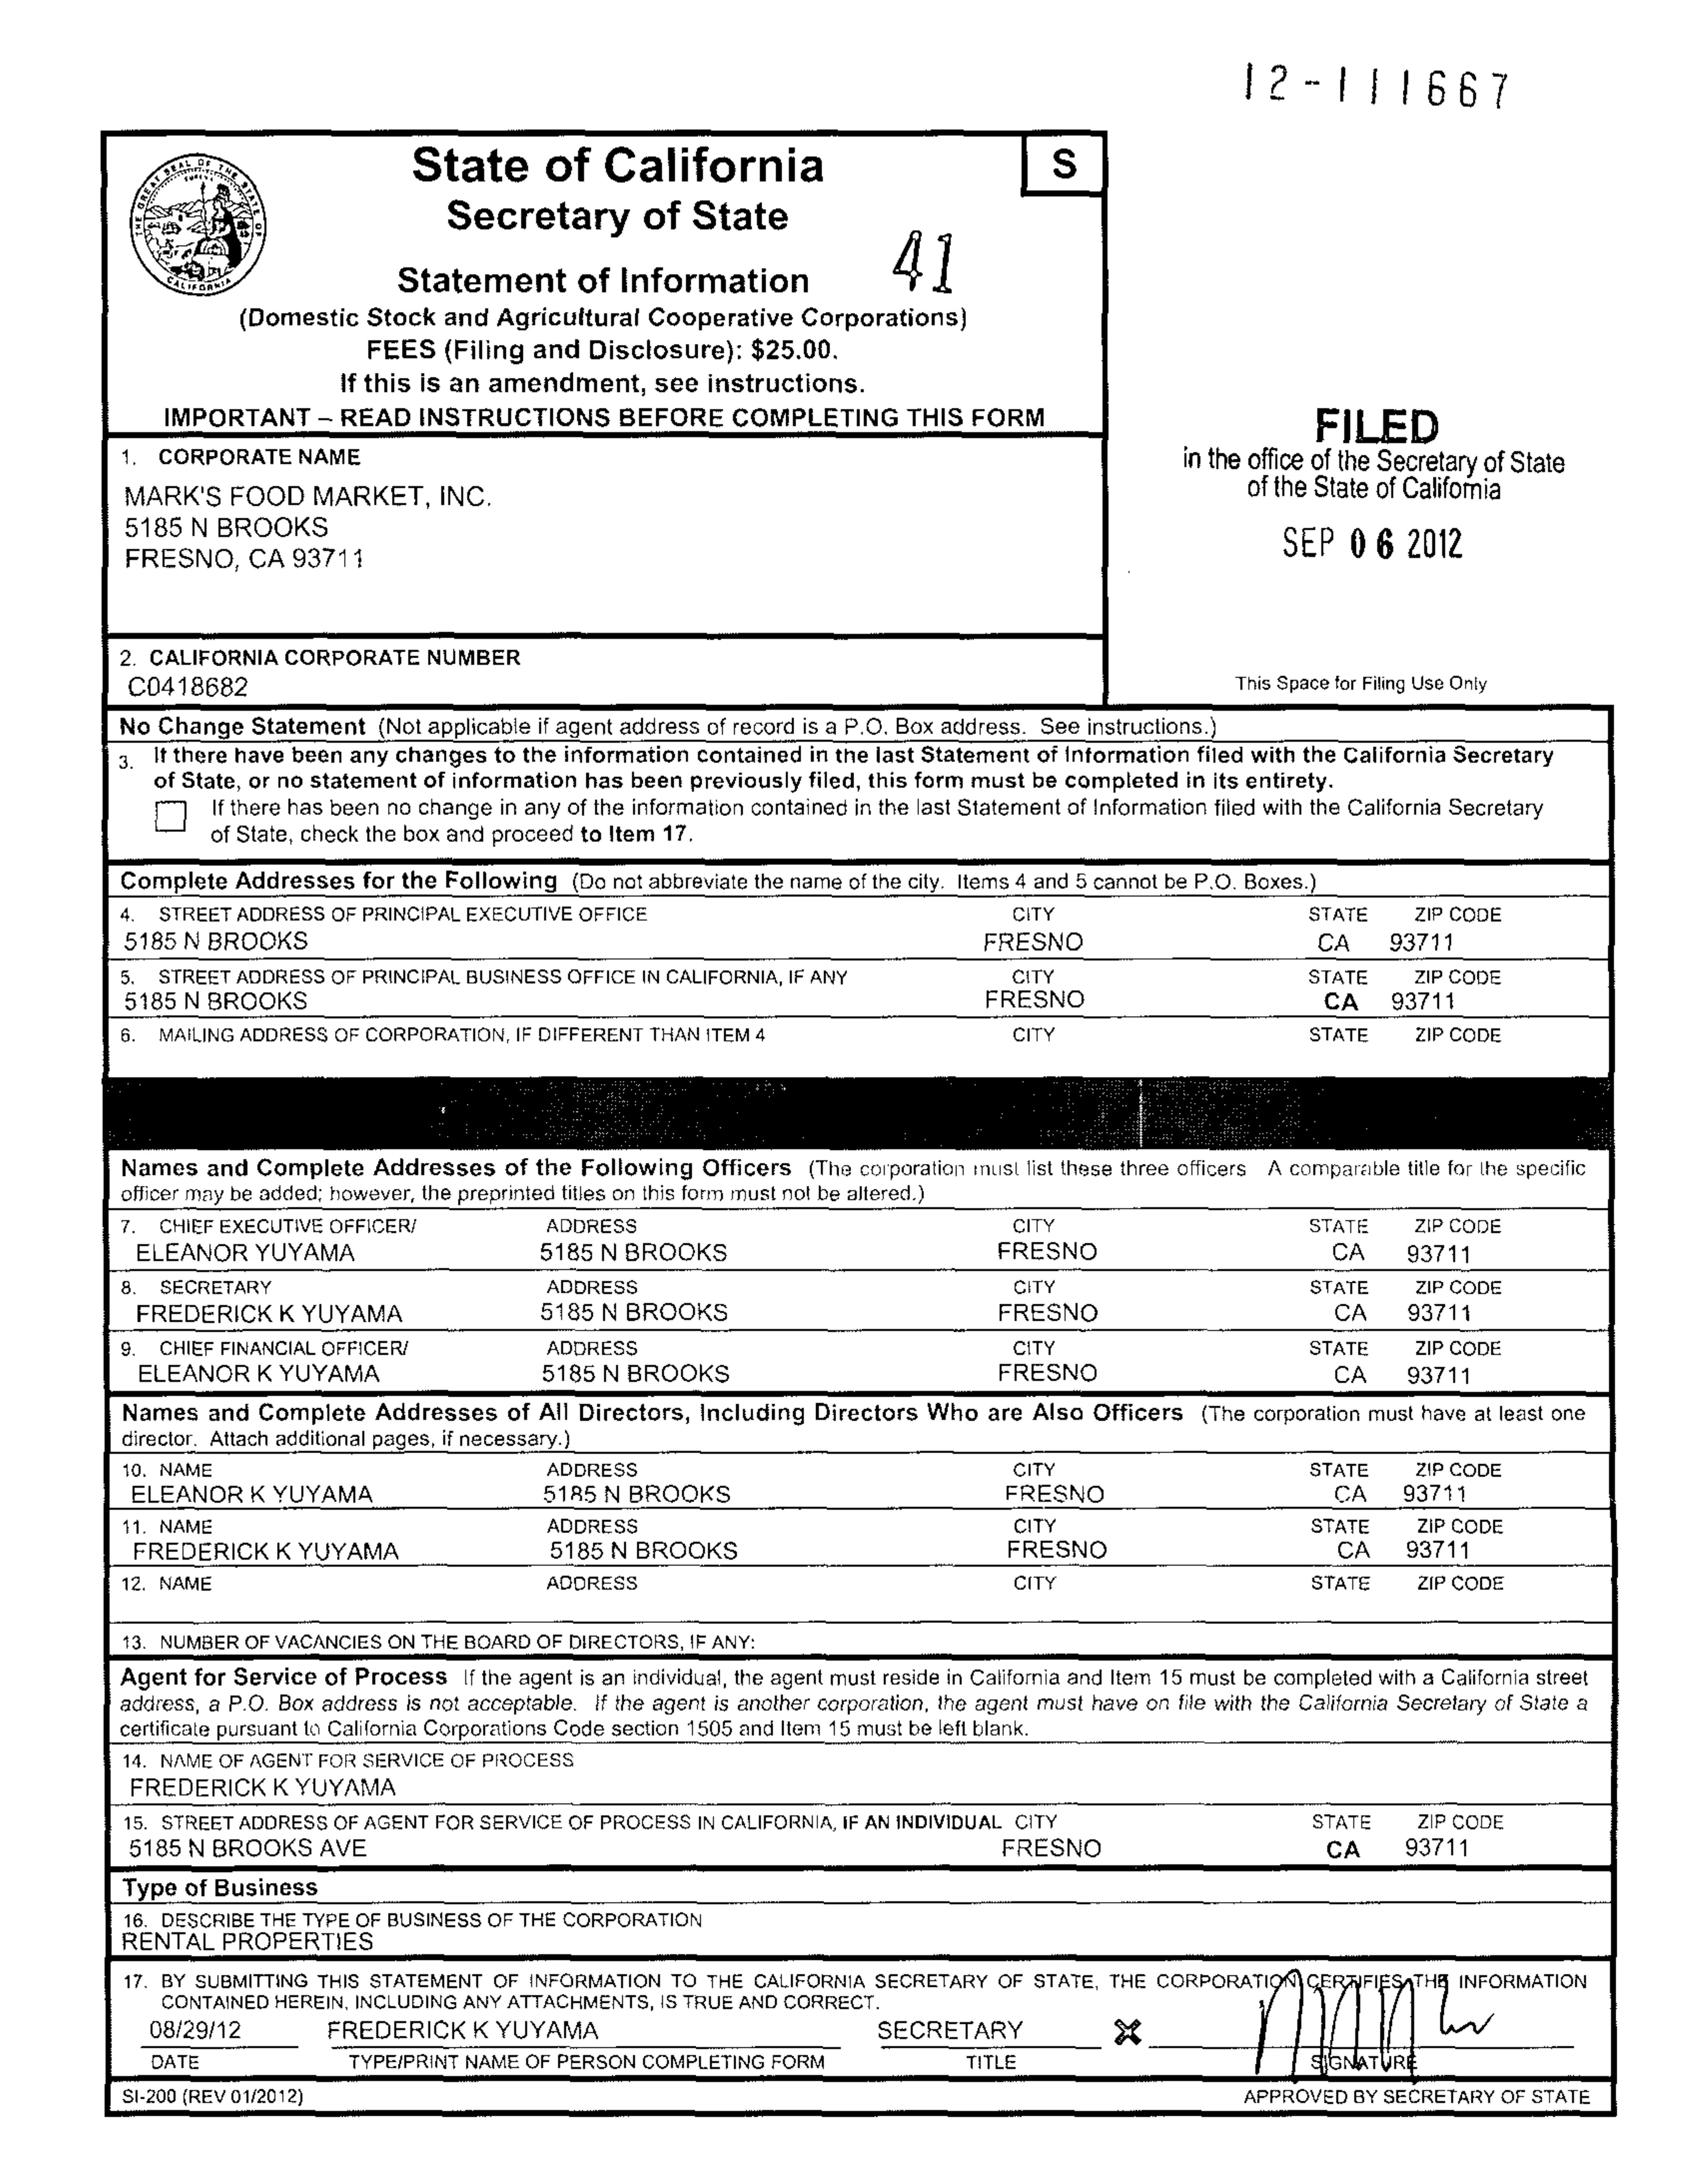 12-111667
State of California
S
Secretary of State
41
Statement of Information
(Domestic Stock and Agricultural Cooperative Corporations)
FEES (Filing and Disclosure): $25.00.
If this is an amendment, see instructions.
IMPORTANT – READ INSTRUCTIONS BEFORE COMPLETING THIS FORM
THE GREAT SEAL OF THE STATE OF CALIFORNIA
FILED
in the office of the Secretary of State
of the State of California
SEP 06 2012
1. CORPORATE NAME
MARK'S FOOD MARKET, INC.
5185 N BROOKS
FRESNO, CA 93711
2. CALIFORNIA CORPORATE NUMBER
C0418682
This Space for Filing Use Only
No Change Statement (Not applicable if agent address of record is a P.O. Box address. See instructions.)
3. If there have been any changes to the information contained in the last Statement of Information filed with the California Secretary
of State, or no statement of information has been previously filed, this form must be completed in its entirety.
If there has been no change in any of the information contained in the last Statement of Information filed with the California Secretary
of State, check the box and proceed to Item 17.
Complete Addresses for the Following (Do not abbreviate the name of the city. Items 4 and 5 cannot be P.O. Boxes.)
4. STREET ADDRESS OF PRINCIPAL EXECUTIVE OFFICE CITY STATE ZIP CODE
5185 N BROOKS FRESNO CA 93711
5. STREET ADDRESS OF PRINCIPAL BUSINESS OFFICE IN CALIFORNIA, IF ANY CITY STATE ZIP CODE
5185 N BROOKS FRESNO CA 93711
6. MAILING ADDRESS OF CORPORATION, IF DIFFERENT THAN ITEM 4 CITY STATE ZIP CODE
Names and Complete Addresses of the Following Officers (The corporation must list these three officers A comparable title for the specific
officer may be added; however, the preprinted titles on this form must not be altered.)
7. CHIEF EXECUTIVE OFFICER/ ADDRESS CITY STATE ZIP CODE
ELEANOR YUYAMA 5185 N BROOKS FRESNO CA 93711
8. SECRETARY ADDRESS CITY STATE ZIP CODE
FREDERICK K YUYAMA 5185 N BROOKS FRESNO CA 93711
9. CHIEF FINANCIAL OFFICER/ ADDRESS CITY STATE ZIP CODE
ELEANOR K YUYAMA 5185 N BROOKS FRESNO CA 93711
Names and Complete Addresses of All Directors, Including Directors Who are Also Officers (The corporation must have at least one
director. Attach additional pages, if necessary.)
10. NAME ADDRESS CITY STATE ZIP CODE
ELEANOR K YUYAMA 5185 N BROOKS FRESNO CA 93711
11. NAME ADDRESS CITY STATE ZIP CODE
FREDERICK K YUYAMA 5185 N BROOKS FRESNO CA 93711
12. NAME ADDRESS CITY STATE ZIP CODE
13. NUMBER OF VACANCIES ON THE BOARD OF DIRECTORS, IF ANY:
Agent for Service of Process If the agent is an individual, the agent must reside in California and Item 15 must be completed with a California street
address, a P.O. Box address is not acceptable. If the agent is another corporation, the agent must have on file with the California Secretary of State a
certificate pursuant to California Corporations Code section 1505 and Item 15 must be left blank.
14. NAME OF AGENT FOR SERVICE OF PROCESS
FREDERICK K YUYAMA
15. STREET ADDRESS OF AGENT FOR SERVICE OF PROCESS IN CALIFORNIA, IF AN INDIVIDUAL CITY STATE ZIP CODE
5185 N BROOKS AVE FRESNO CA 93711
Type of Business
16. DESCRIBE THE TYPE OF BUSINESS OF THE CORPORATION
RENTAL PROPERTIES
17. BY SUBMITTING THIS STATEMENT OF INFORMATION TO THE CALIFORNIA SECRETARY OF STATE, THE CORPORATION CERTIFIES THE INFORMATION
CONTAINED HEREIN, INCLUDING ANY ATTACHMENTS, IS TRUE AND CORRECT.
08/29/12 FREDERICK K YUYAMA SECRETARY
DATE TYPE/PRINT NAME OF PERSON COMPLETING FORM TITLE SIGNATURE
SI-200 (REV 01/2012) APPROVED BY SECRETARY OF STATE